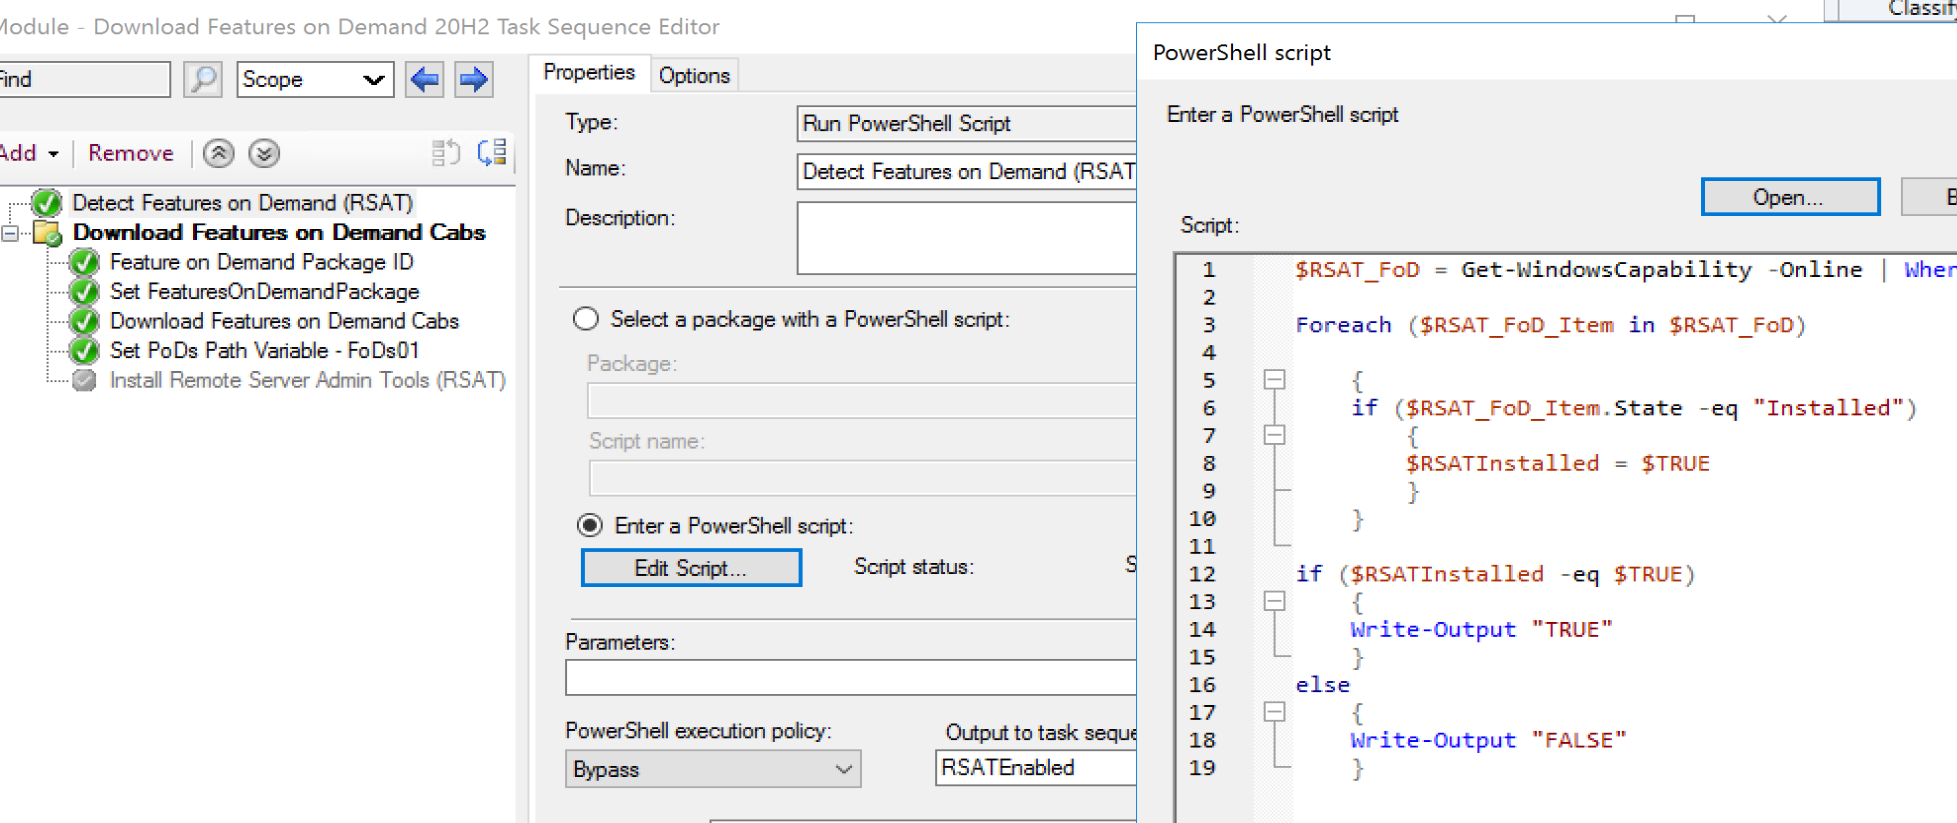 Module - Download Features on Demand 20H2 Task Sequence Editor
Find
Scope
Add
Remove
Detect Features on Demand (RSAT)
Download Features on Demand Cabs
Feature on Demand Package ID
Set FeaturesOnDemandPackage
Download Features on Demand Cabs
Set PoDs Path Variable - FoDs01
Install Remote Server Admin Tools (RSAT)
Properties
Options
Type:
Run PowerShell Script
Name:
Detect Features on Demand (RSAT
Description:
Select a package with a PowerShell script:
Package:
Script name:
Enter a PowerShell script:
Edit Script...
Script status:
S
Parameters:
PowerShell execution policy:
Output to task seque
Bypass
RSATEnabled
Classify
PowerShell script
Enter a PowerShell script
Open...
Script:
1 $RSAT_FoD = Get-WindowsCapability -Online | Wher
2
3 Foreach ($RSAT_FoD_Item in $RSAT_FoD)
4
5 {
6 if ($RSAT_FoD_Item.State -eq "Installed")
7 {
8 $RSATInstalled = $TRUE
9 }
10 }
11
12 if ($RSATInstalled -eq $TRUE)
13 {
14 Write-Output "TRUE"
15 }
16 else
17 {
18 Write-Output "FALSE"
19 }